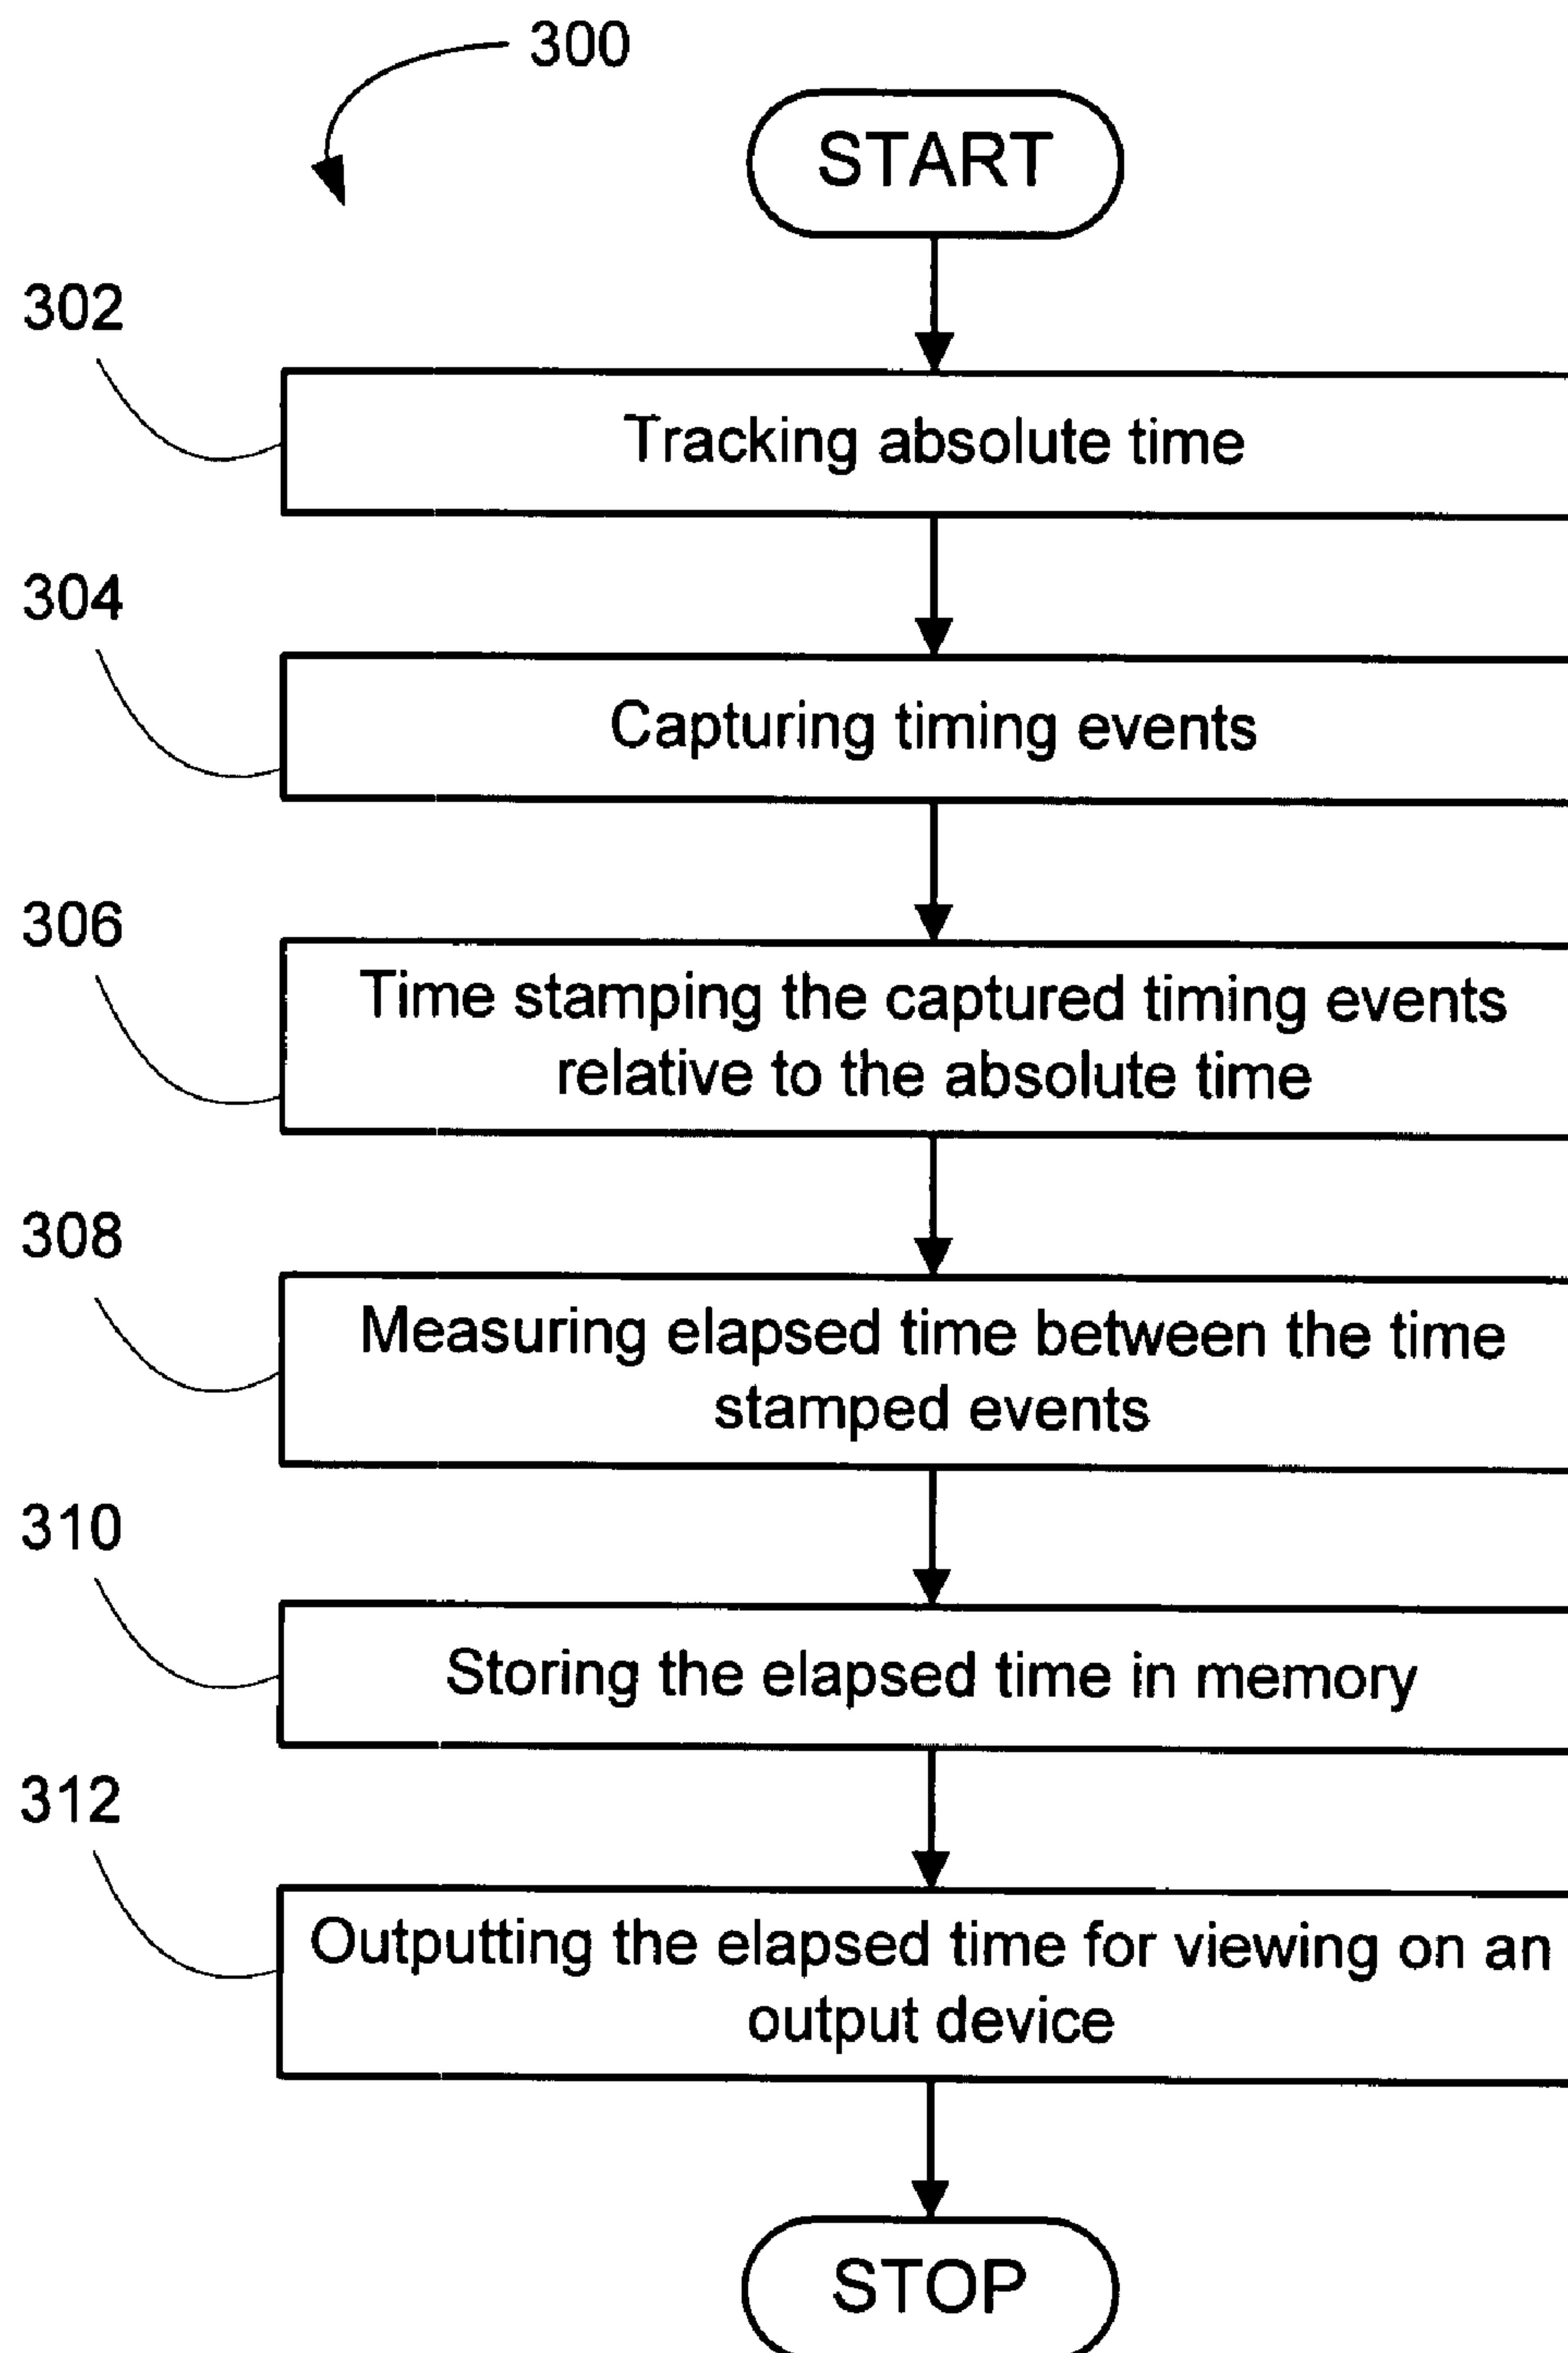 300
START
302
Tracking absolute time
304
Capturing timing events
306
Time stamping the captured timing events
relative to the absolute time
308
Measuring elapsed time between the time
stamped events
310
Storing the elapsed time in memory
312
Outputting the elapsed time for viewing on an
output device
STOP